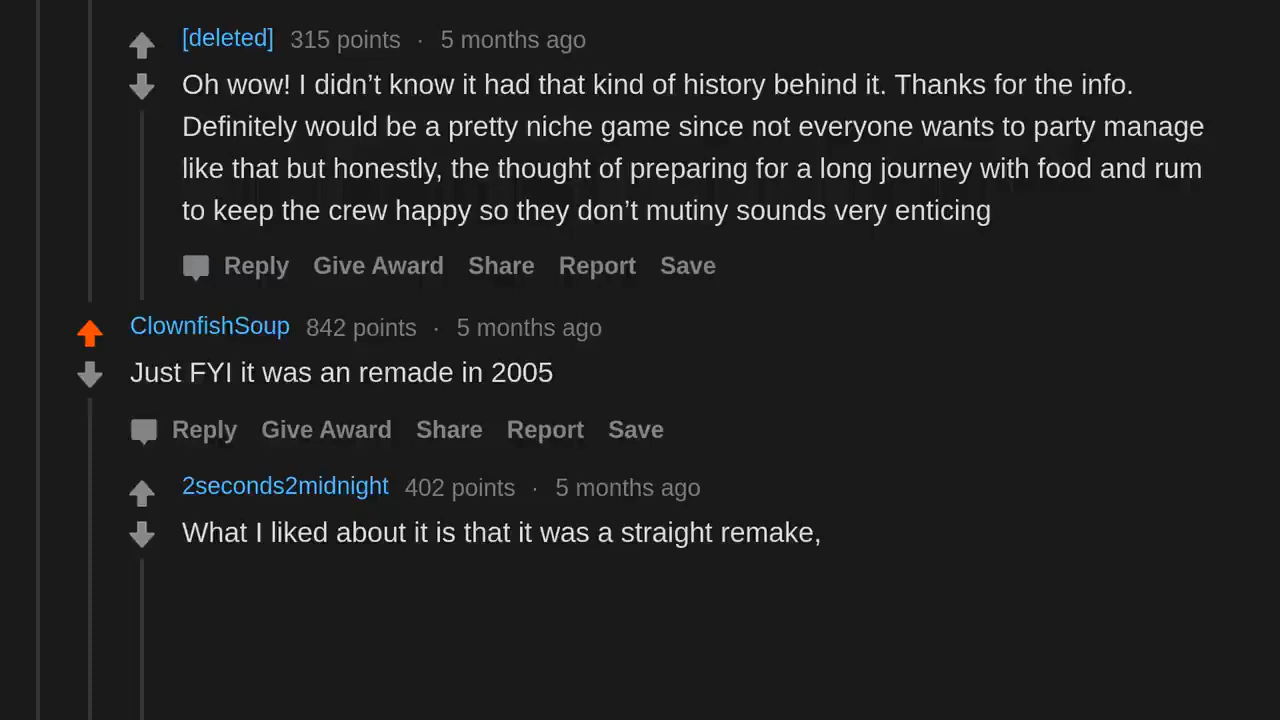 [deleted] 315 points · 5 months ago
Oh wow! I didn’t know it had that kind of history behind it. Thanks for the info.
Definitely would be a pretty niche game since not everyone wants to party manage
like that but honestly, the thought of preparing for a long journey with food and rum
to keep the crew happy so they don’t mutiny sounds very enticing
Reply Give Award Share Report Save
ClownfishSoup 842 points · 5 months ago
Just FYI it was an remade in 2005
Reply Give Award Share Report Save
2seconds2midnight 402 points · 5 months ago
What I liked about it is that it was a straight remake,